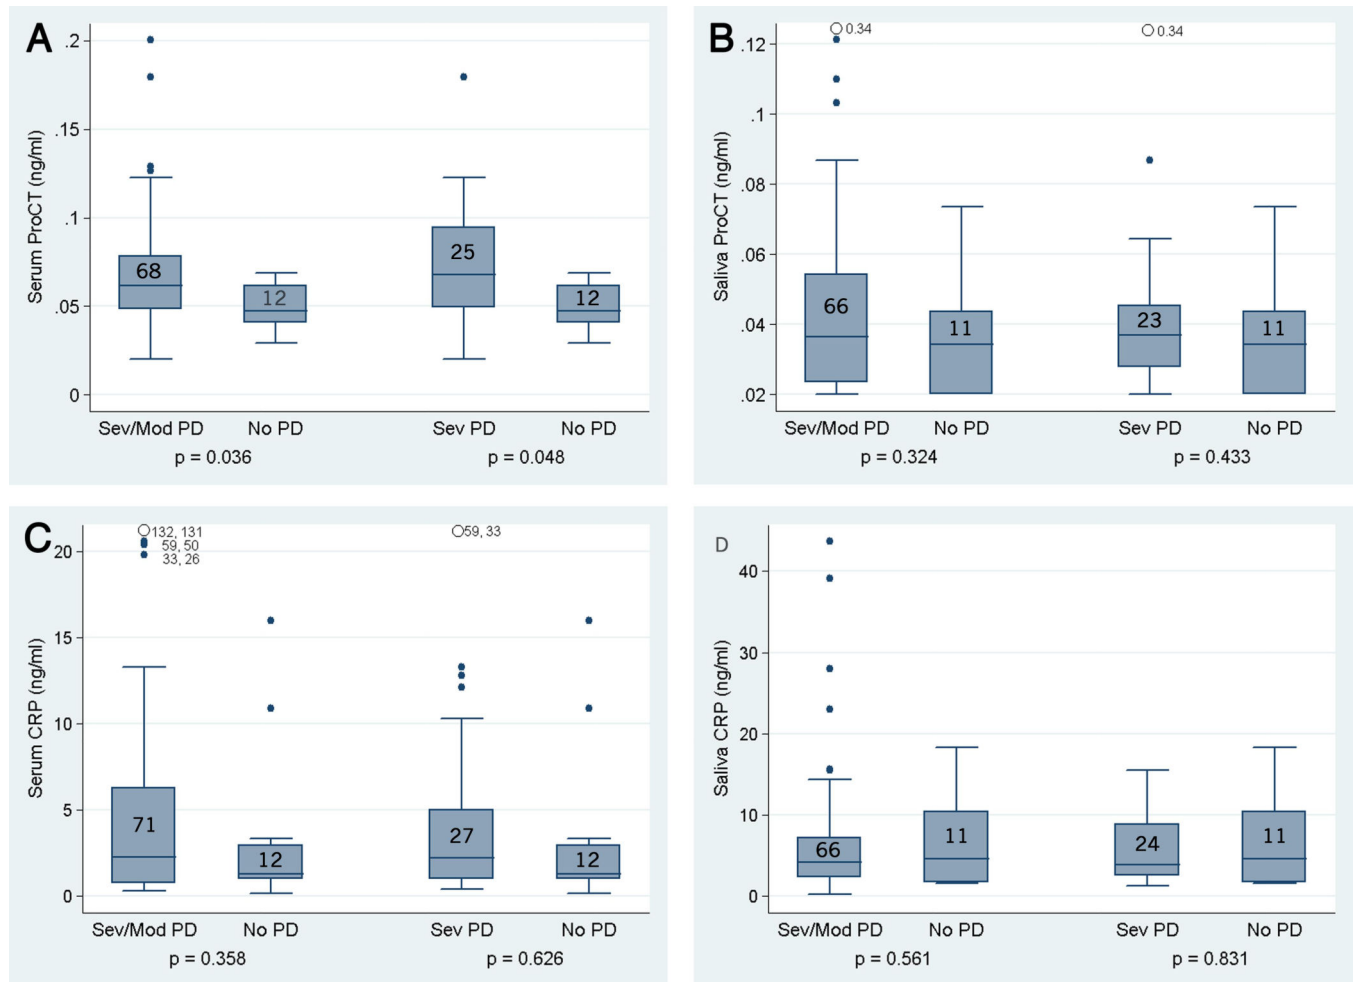 A
Serum ProCT (ng/ml)
.2
.15
.1
.05
0
68
12
25
12
Sev/Mod PD No PD Sev PD No PD
p = 0.036 p = 0.048
B
Saliva ProCT (ng/ml)
.12
.1
.08
.06
.04
.02
0.34
0.34
66
11
23
11
Sev/Mod PD No PD Sev PD No PD
p = 0.324 p = 0.433
C
Serum CRP (ng/ml)
20
15
10
5
0
132, 131
59, 50
33, 26
59, 33
71
12
27
12
Sev/Mod PD No PD Sev PD No PD
p = 0.358 p = 0.626
D
Saliva CRP (ng/ml)
40
30
20
10
0
66
11
24
11
Sev/Mod PD No PD Sev PD No PD
p = 0.561 p = 0.831